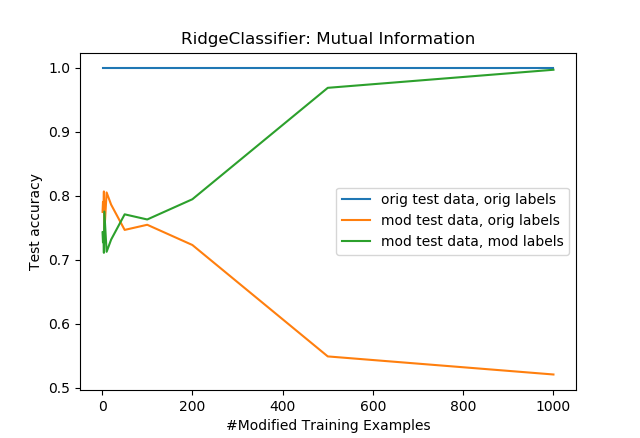 RidgeClassifier: Mutual Information
1.0
0.9
0.8
0.7
0.6
0.5
Test accuracy
orig test data, orig labels
mod test data, orig labels
mod test data, mod labels
0 200 400 600 800 1000
#Modified Training Examples